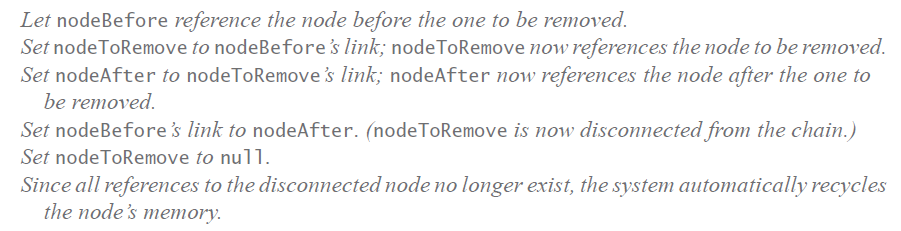 Let nodeBefore reference the node before the one to be removed.
Set nodeToRemove to nodeBefore’s link; nodeToRemove now references the node to be removed.
Set nodeAfter to nodeToRemove’s link; nodeAfter now references the node after the one to
be removed.
Set nodeBefore’s link to nodeAfter. (nodeToRemove is now disconnected from the chain.)
Set nodeToRemove to null.
Since all references to the disconnected node no longer exist, the system automatically recycles
the node’s memory.